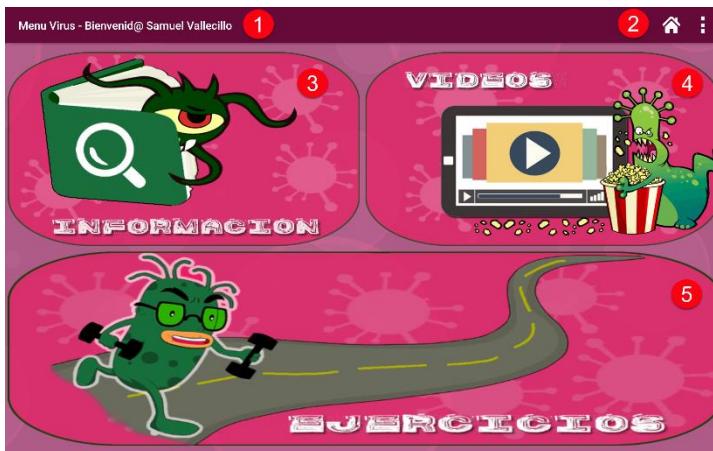 Menu Virus - Bienvenid@ Samuel Vallecillo 1
2
3
VIDEOS
4
INFORMACION
5
EJERCICIOS